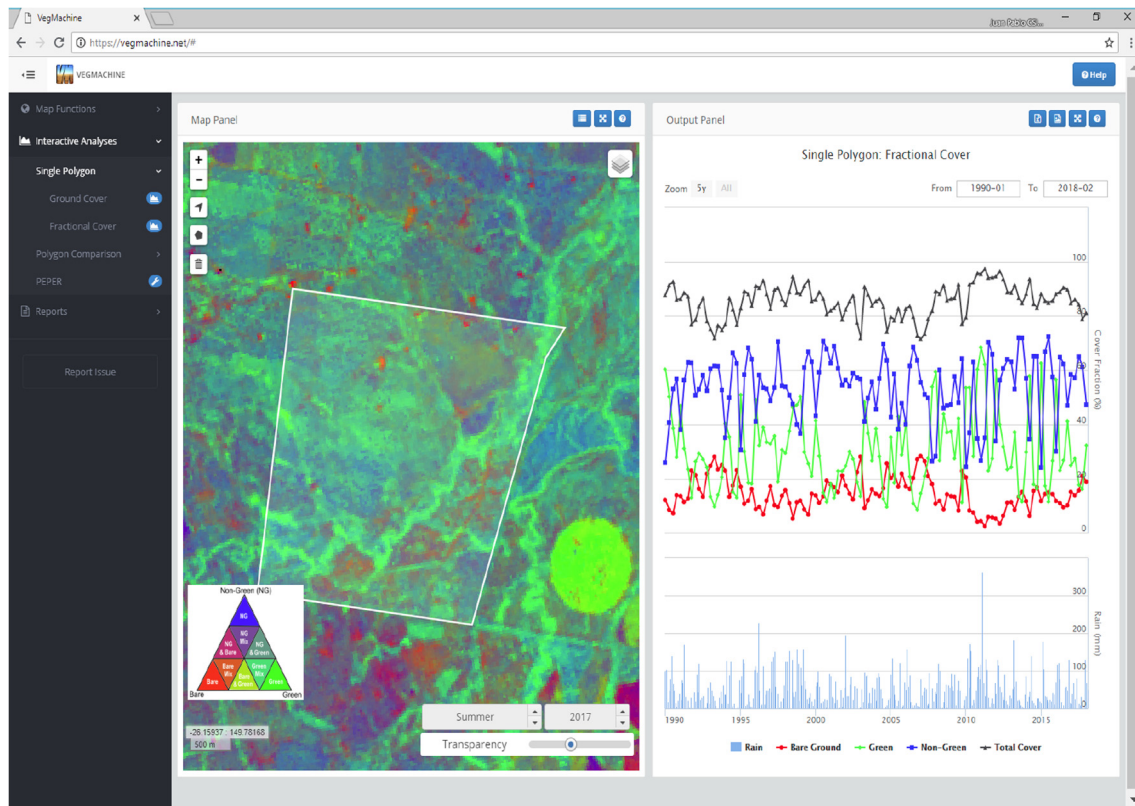 VegMachine
https://vegmachine.net/#
VEGMACHINE
Help
Map Functions
Interactive Analyses
Single Polygon
Ground Cover
Fractional Cover
Polygon Comparison
PEPER
Reports
Report Issue
Map Panel
+
−
Non-Green (NG)
NG
NG & Bare
NG Mix
NG & Green
Bare
Bare Mix
Bare & Green
Green Mix
Green
Bare
Green
-26.15937 : 149.78168
500 m
Summer
2017
Transparency
Output Panel
Single Polygon: Fractional Cover
Zoom 5y All
From 1990-01 To 2018-02
100
80
60
40
20
0
Cover Fraction (%)
300
200
100
0
Rain (mm)
1990 1995 2000 2005 2010 2015
Rain Bare Ground Green Non-Green Total Cover